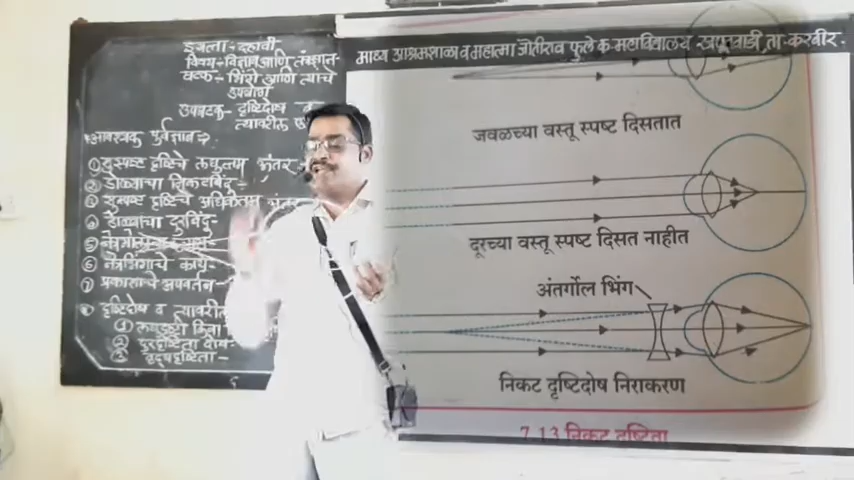 माध्य आश्रमशाळा व महात्मा जोतीराव फुले क महाविद्यालय खुपूरवाडी ता- करवीर.
इयत्ता - दहावी
विषय - विज्ञान आणि तंत्रज्ञान
घटक - भिंगे आणि त्याचे
उपयोग
उपघटक - दृष्टिदोष व
त्यावरील
आवश्यक पूर्वज्ञान
① सुस्पष्ट दृष्टिचे लघुत्तम अंतर
② डोळ्याचा निकटबिंदू
③ सुस्पष्ट दृष्टिचे अधिकतम अंतर
④ डोळ्यांचा दूरबिंदू
⑥ नेत्रभिंगाचे कार्य
⑦ प्रकाशाचे अपवर्तन
दृष्टिदोष व त्यावरील
① लघुदृष्टी किंवा
② दूरदृष्टिता दोष
③ वृद्धदृष्टिता
जवळच्या वस्तू स्पष्ट दिसतात
दूरच्या वस्तू स्पष्ट दिसत नाहीत
अंतर्गोल भिंग
निकट दृष्टिदोष निराकरण
7.13 निकट दृष्टिता